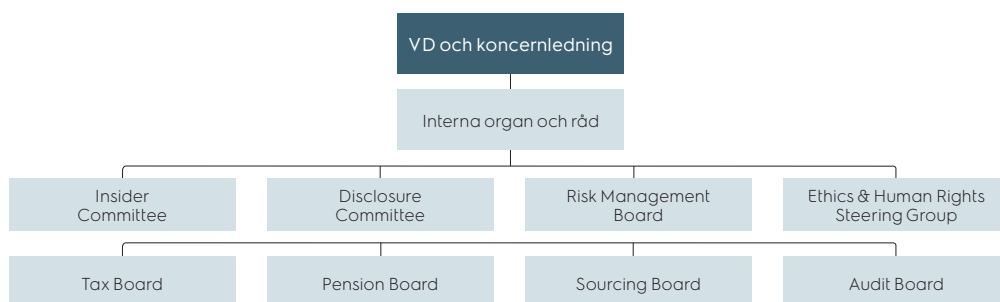 VD och koncernledning
Interna organ och råd
Insider
Committee
Disclosure
Committee
Risk Management
Board
Ethics & Human Rights
Steering Group
Tax Board
Pension Board
Sourcing Board
Audit Board